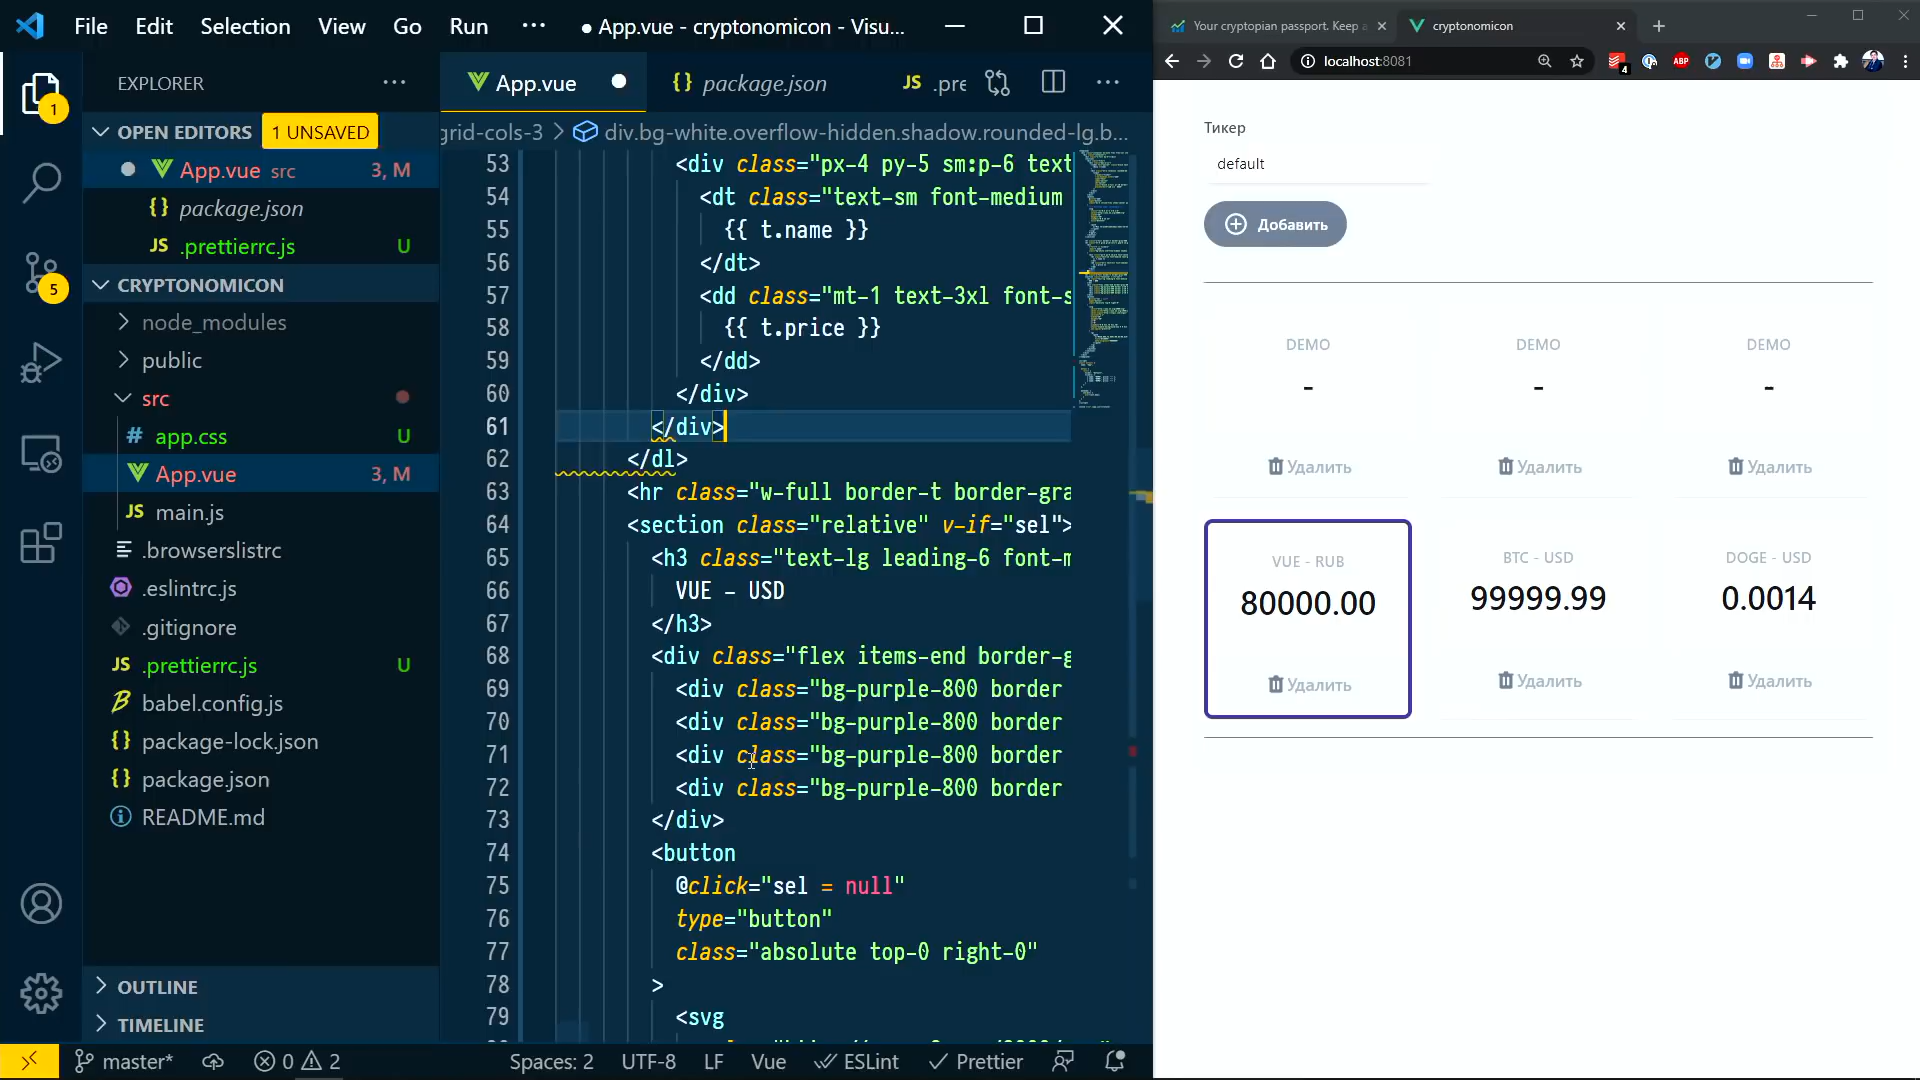 File Edit Selection View Go Run ··· ● App.vue - cryptonomicon - Visu...
EXPLORER
OPEN EDITORS 1 UNSAVED
App.vue src 3, M
{} package.json
JS .prettierrc.js U
CRYPTONOMICON
node_modules
public
src
# app.css U
App.vue 3, M
JS main.js
.browserslistrc
.eslintrc.js
.gitignore
JS .prettierrc.js U
babel.config.js
{} package-lock.json
{} package.json
README.md
OUTLINE
TIMELINE
1
5
App.vue
{} package.json
JS .pre
grid-cols-3 > div.bg-white.overflow-hidden.shadow.rounded-lg.b...
53 <div class="px-4 py-5 sm:p-6 text
54 <dt class="text-sm font-medium
55 {{ t.name }}
56 </dt>
57 <dd class="mt-1 text-3xl font-s
58 {{ t.price }}
59 </dd>
60 </div>
61 </div>
62 </dl>
63 <hr class="w-full border-t border-gra
64 <section class="relative" v-if="sel">
65 <h3 class="text-lg leading-6 font-m
66 VUE - USD
67 </h3>
68 <div class="flex items-end border-g
69 <div class="bg-purple-800 border
70 <div class="bg-purple-800 border
71 <div class="bg-purple-800 border
72 <div class="bg-purple-800 border
73 </div>
74 <button
75 @click="sel = null"
76 type="button"
77 class="absolute top-0 right-0"
78 >
79 <svg
master* 0 2 Spaces: 2 UTF-8 LF Vue ESLint Prettier
Your cryptopian passport. Keep a
cryptonomicon
localhost:8081
4
ABP
Тикер
default
Добавить
DEMO DEMO DEMO
- - -
Удалить Удалить Удалить
VUE - RUB BTC - USD DOGE - USD
80000.00 99999.99 0.0014
Удалить Удалить Удалить